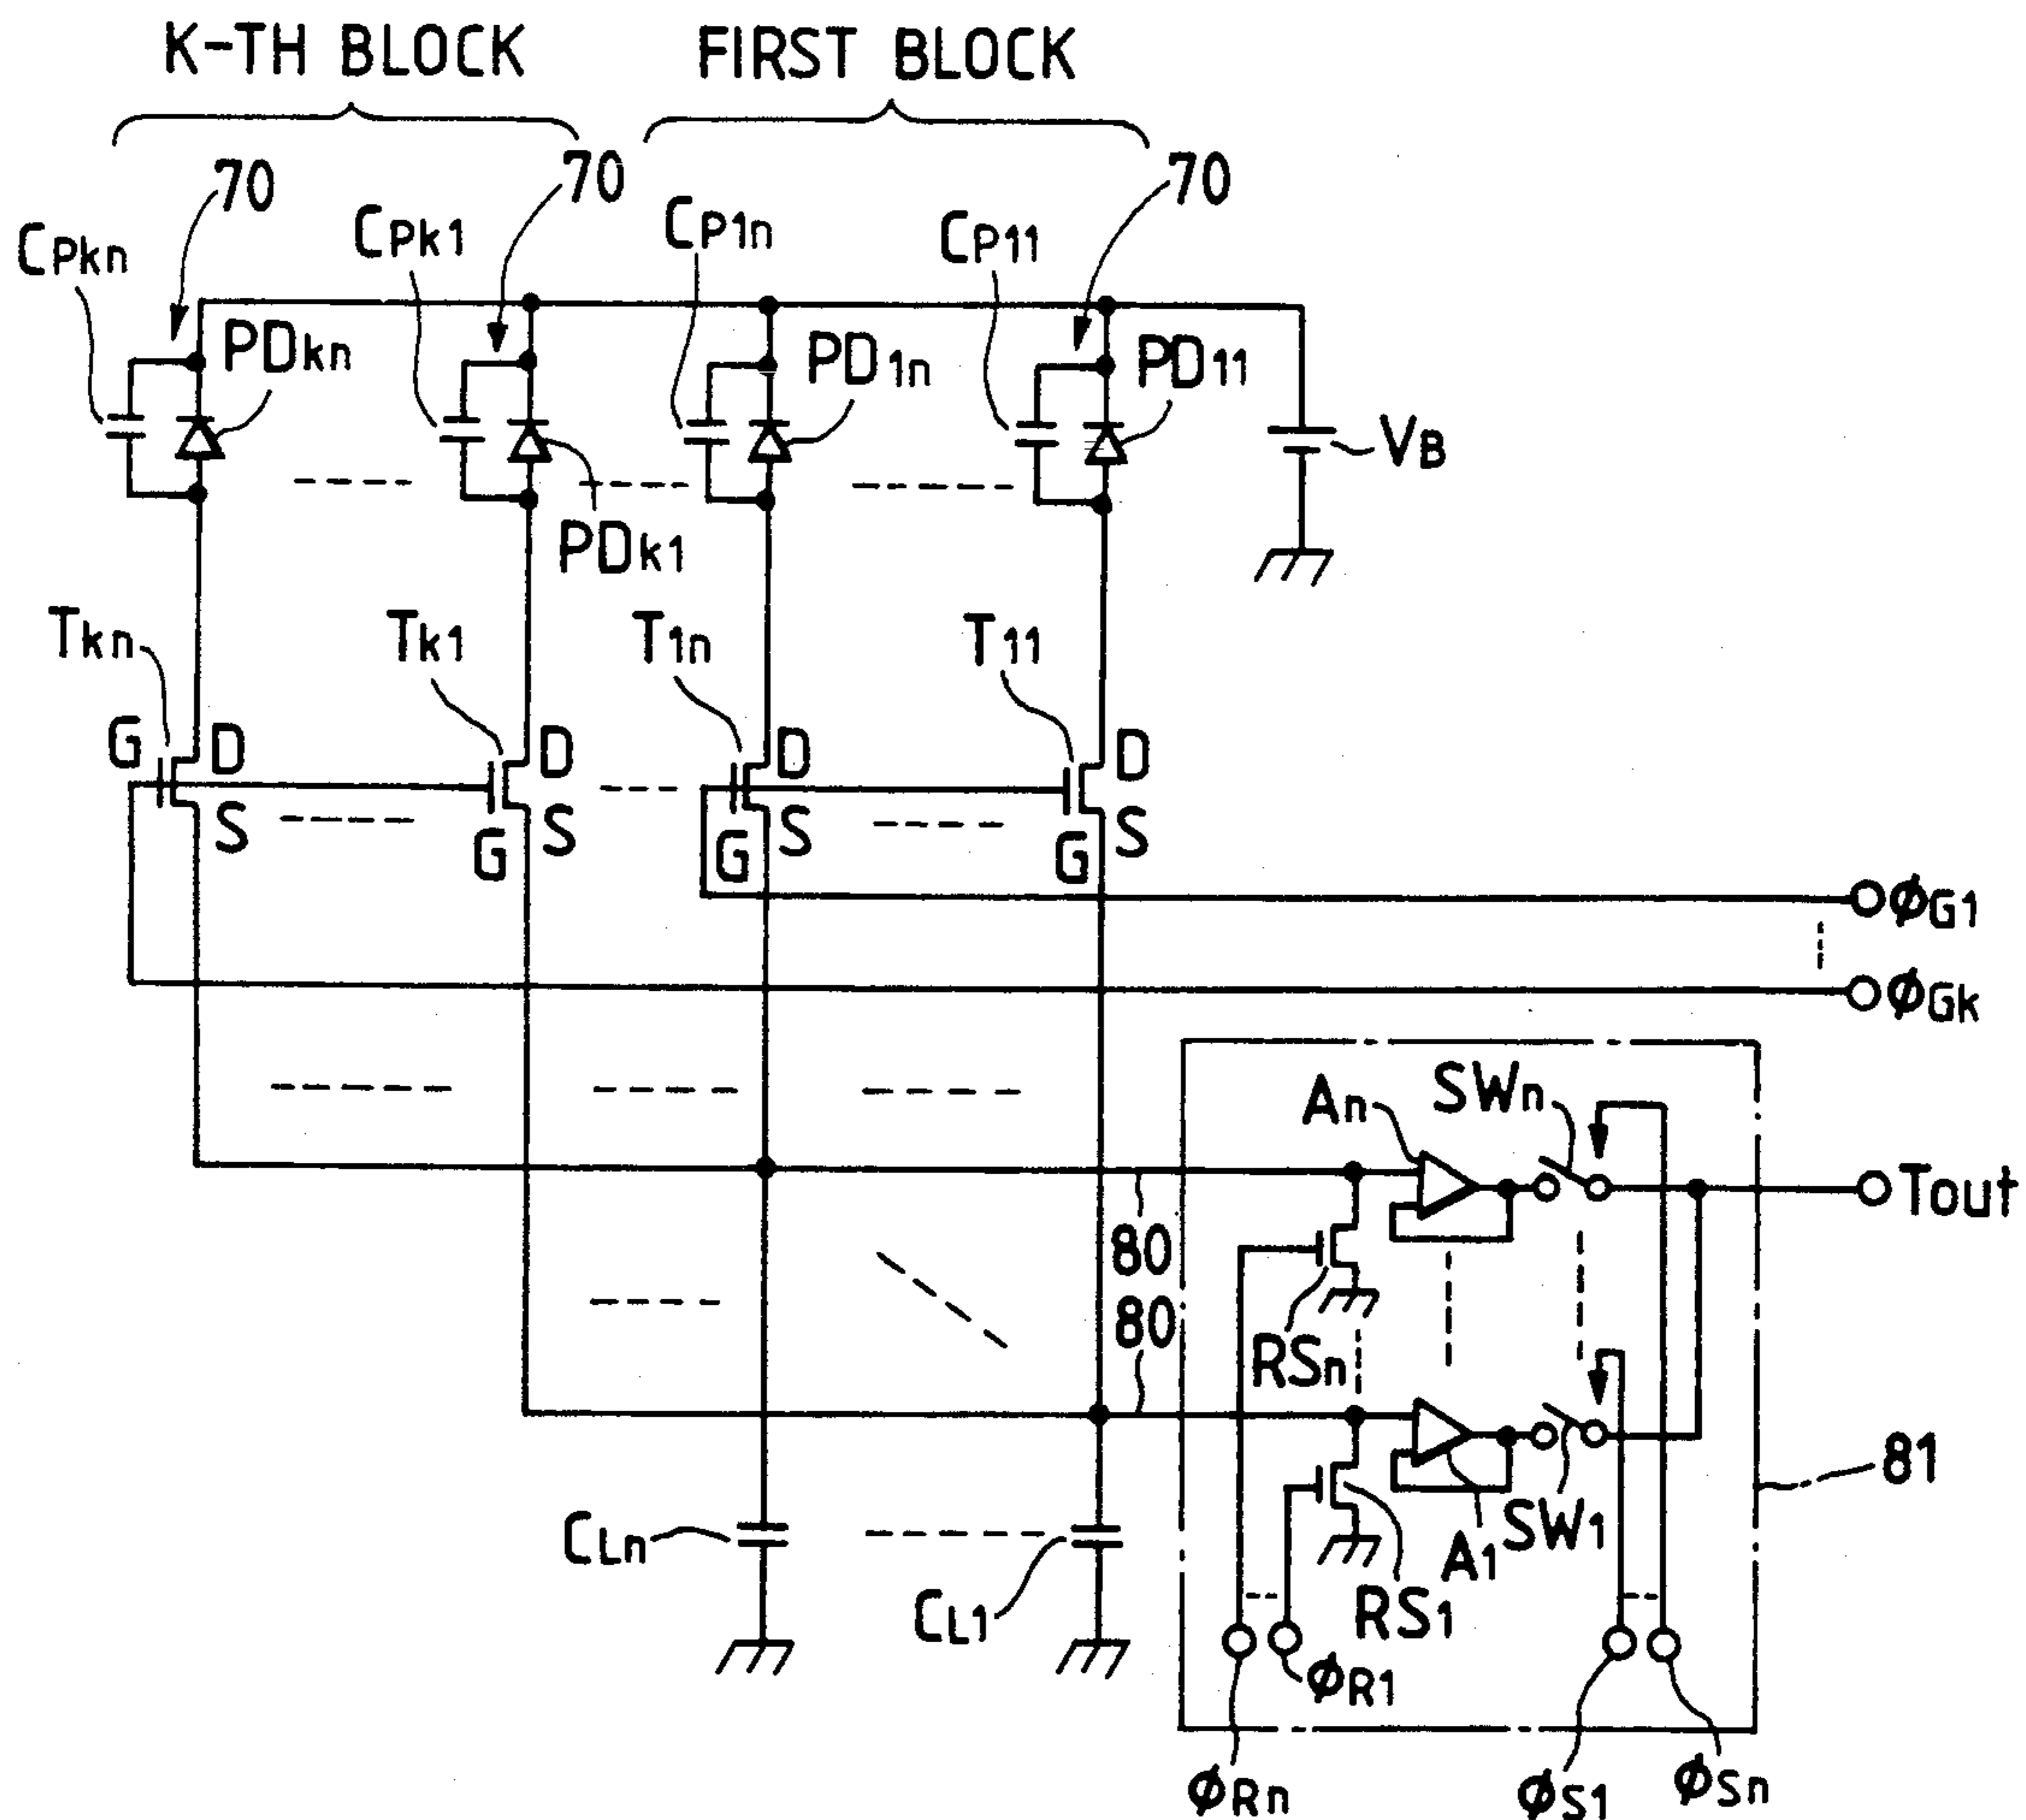 K-TH BLOCK
FIRST BLOCK
70
70
70
CPkn
CPk1
CP1n
CP11
PDkn
PD1n
PD11
VB
PDk1
Tkn
Tk1
T1n
T11
G
D
D
D
D
S
S
S
S
G
G
G
ϕG1
ϕGk
An
SWn
Tout
80
80
RSn
81
CLn
SW1
A1
CL1
RS1
ϕR1
ϕRn
ϕS1
ϕSn